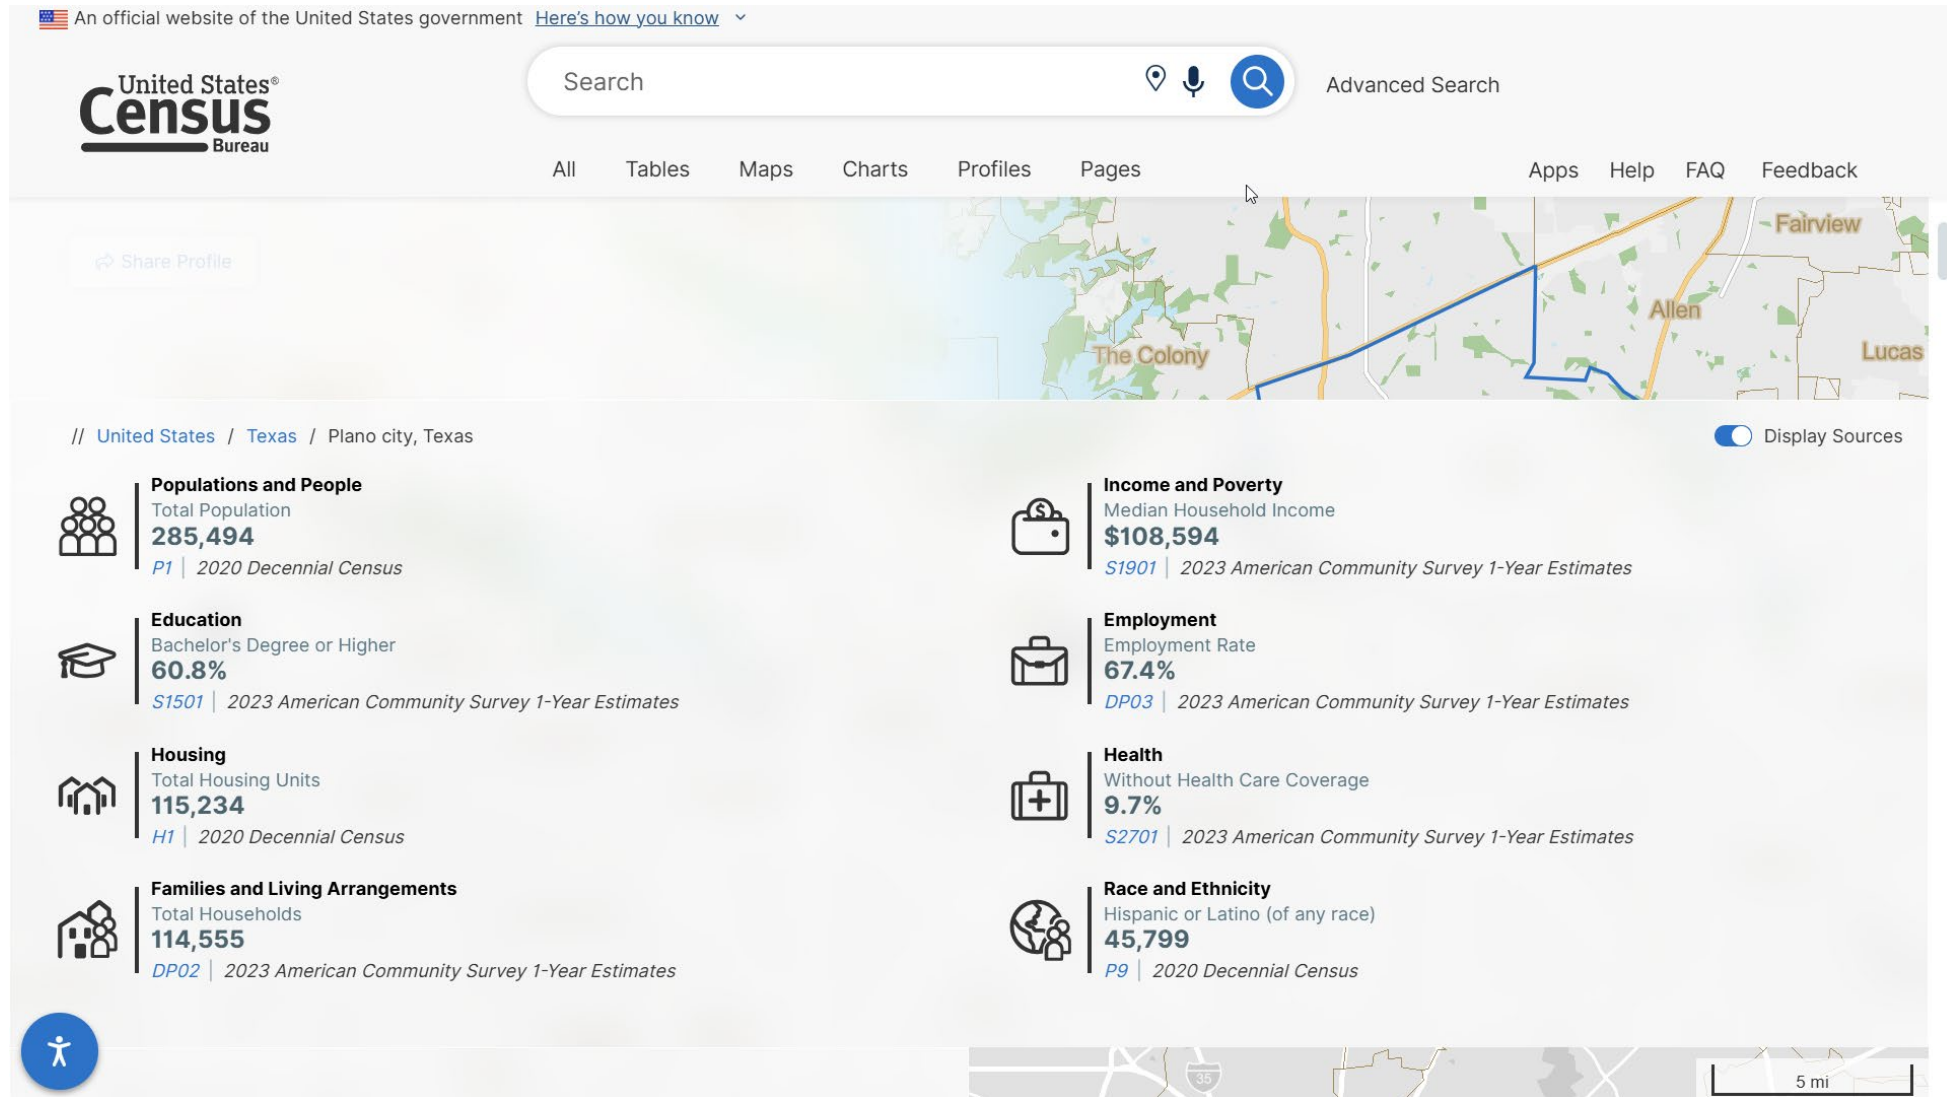 An official website of the United States government Here's how you know
United States®
Census
Bureau
Search
Advanced Search
All Tables Maps Charts Profiles Pages
Apps Help FAQ Feedback
Share Profile
Fairview
Allen
The Colony
Lucas
// United States / Texas / Plano city, Texas
Display Sources
Populations and People
Total Population
285,494
P1 | 2020 Decennial Census
Income and Poverty
Median Household Income
$108,594
S1901 | 2023 American Community Survey 1-Year Estimates
Education
Bachelor's Degree or Higher
60.8%
S1501 | 2023 American Community Survey 1-Year Estimates
Employment
Employment Rate
67.4%
DP03 | 2023 American Community Survey 1-Year Estimates
Housing
Total Housing Units
115,234
H1 | 2020 Decennial Census
Health
Without Health Care Coverage
9.7%
S2701 | 2023 American Community Survey 1-Year Estimates
Families and Living Arrangements
Total Households
114,555
DP02 | 2023 American Community Survey 1-Year Estimates
Race and Ethnicity
Hispanic or Latino (of any race)
45,799
P9 | 2020 Decennial Census
35
5 mi